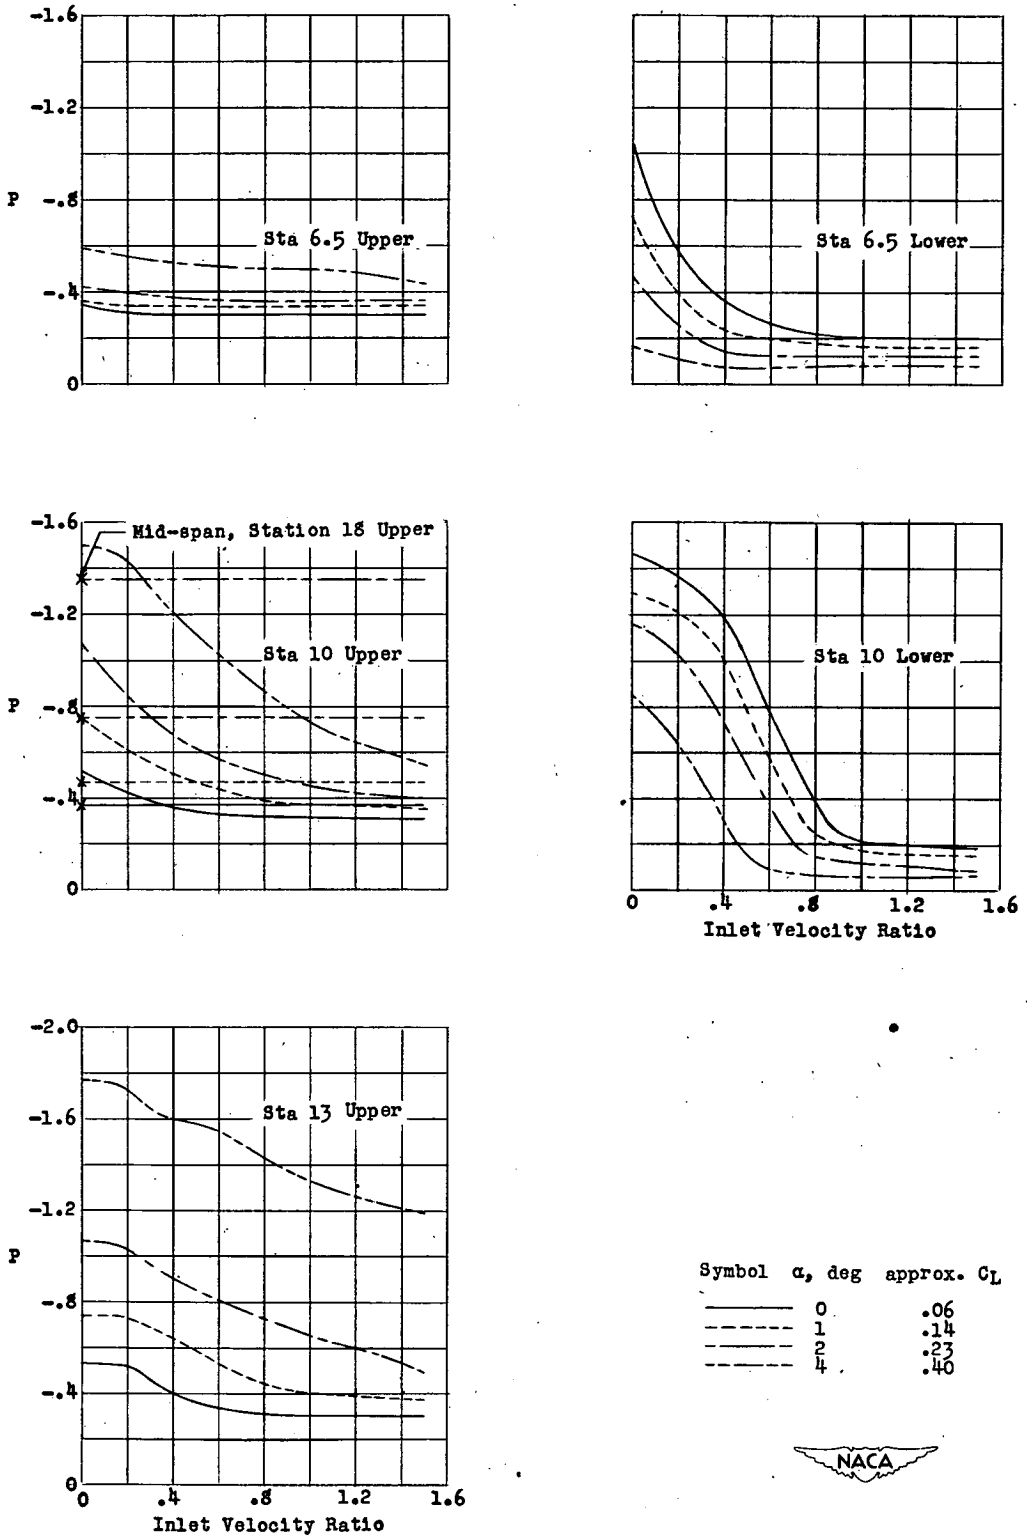 -1.6
-1.2
P -.8
Sta 6.5 Upper
-.4
0
Sta 6.5 Lower
-1.6
Mid-span, Station 18 Upper
-1.2
Sta 10 Upper
P -.8
-.4
0
Sta 10 Lower
0 .4 .8 1.2 1.6
Inlet Velocity Ratio
-2.0
Sta 13 Upper
-1.6
-1.2
P
-.8
-.4
0
0 .4 .8 1.2 1.6
Inlet Velocity Ratio
Symbol α, deg approx. CL
0 .06
1 .14
2 .23
4 .40
NACA